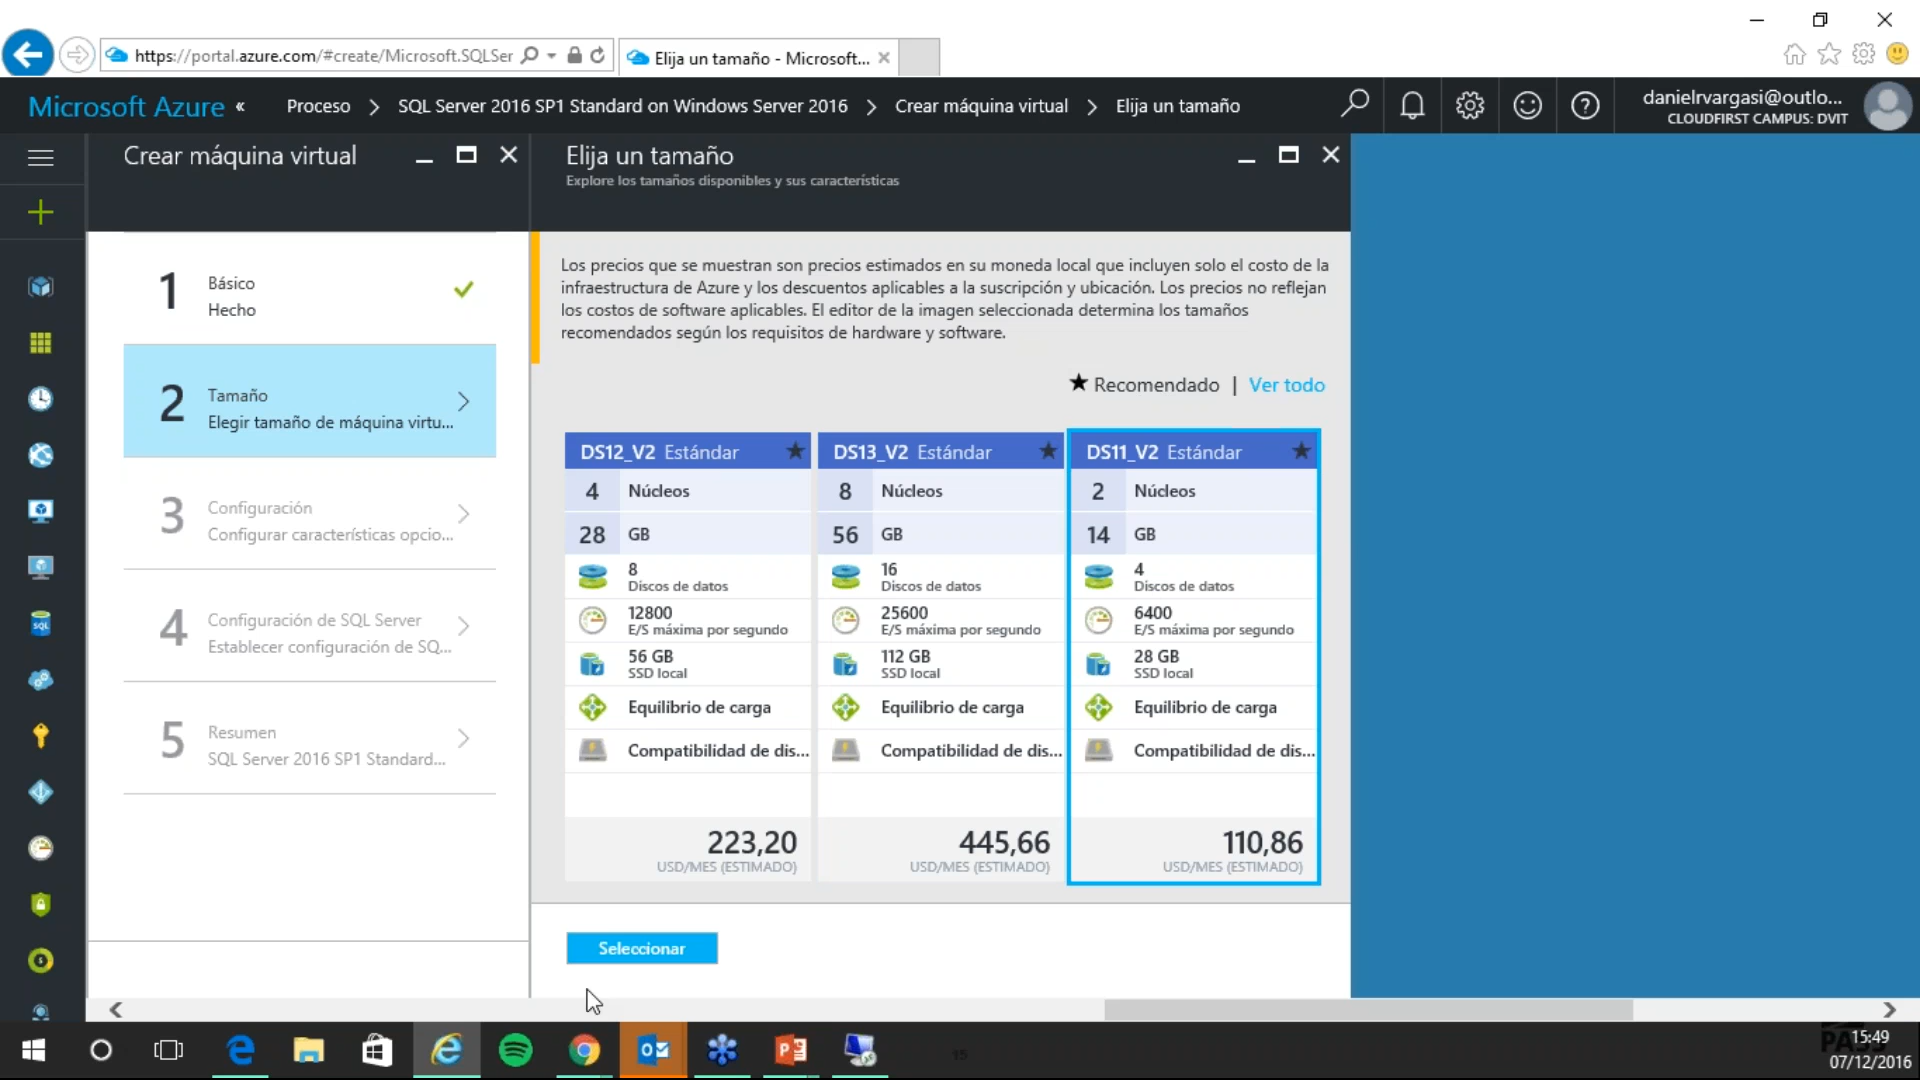 https://portal.azure.com/#create/Microsoft.SQLSer
Elija un tamaño - Microsoft...
Microsoft Azure «
Proceso > SQL Server 2016 SP1 Standard on Windows Server 2016 > Crear máquina virtual > Elija un tamaño
danielrvargasi@outlo...
CLOUDFIRST CAMPUS: DVIT
Crear máquina virtual
1
Básico
Hecho
2
Tamaño
Elegir tamaño de máquina virtu...
3
Configuración
Configurar características opcio...
4
Configuración de SQL Server
Establecer configuración de SQ...
5
Resumen
SQL Server 2016 SP1 Standard...
Elija un tamaño
Explore los tamaños disponibles y sus características
Los precios que se muestran son precios estimados en su moneda local que incluyen solo el costo de la
infraestructura de Azure y los descuentos aplicables a la suscripción y ubicación. Los precios no reflejan
los costos de software aplicables. El editor de la imagen seleccionada determina los tamaños
recomendados según los requisitos de hardware y software.
★ Recomendado | Ver todo
DS12_V2 Estándar
4 Núcleos
28 GB
8
Discos de datos
12800
E/S máxima por segundo
56 GB
SSD local
Equilibrio de carga
Compatibilidad de dis...
223,20
USD/MES (ESTIMADO)
DS13_V2 Estándar
8 Núcleos
56 GB
16
Discos de datos
25600
E/S máxima por segundo
112 GB
SSD local
Equilibrio de carga
Compatibilidad de dis...
445,66
USD/MES (ESTIMADO)
DS11_V2 Estándar
2 Núcleos
14 GB
4
Discos de datos
6400
E/S máxima por segundo
28 GB
SSD local
Equilibrio de carga
Compatibilidad de dis...
110,86
USD/MES (ESTIMADO)
Seleccionar
15
15:49
07/12/2016